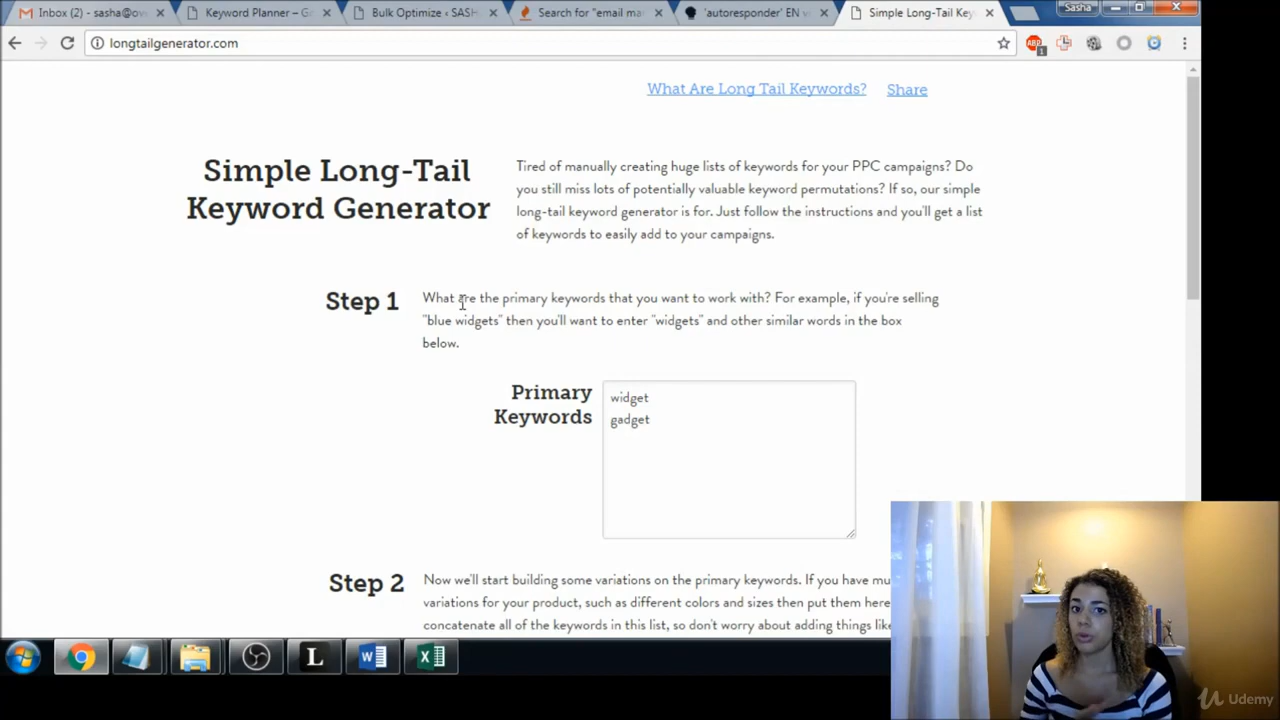 Inbox (2) - sasha@ov
Keyword Planner – G
Bulk Optimize ‹ SASH
Search for "email ma
'autoresponder' EN v
Simple Long-Tail Key
Sasha
longtailgenerator.com
ABP
1
What Are Long Tail Keywords?
Share
Simple Long-Tail
Keyword Generator
Tired of manually creating huge lists of keywords for your PPC campaigns? Do
you still miss lots of potentially valuable keyword permutations? If so, our simple
long-tail keyword generator is for. Just follow the instructions and you'll get a list
of keywords to easily add to your campaigns.
Step 1
What are the primary keywords that you want to work with? For example, if you're selling
"blue widgets" then you'll want to enter "widgets" and other similar words in the box
below.
Primary
Keywords
widget
gadget
Step 2
Now we'll start building some variations on the primary keywords. If you have mu
variations for your product, such as different colors and sizes then put them here
concatenate all of the keywords in this list, so don't worry about adding things like
L
Udemy